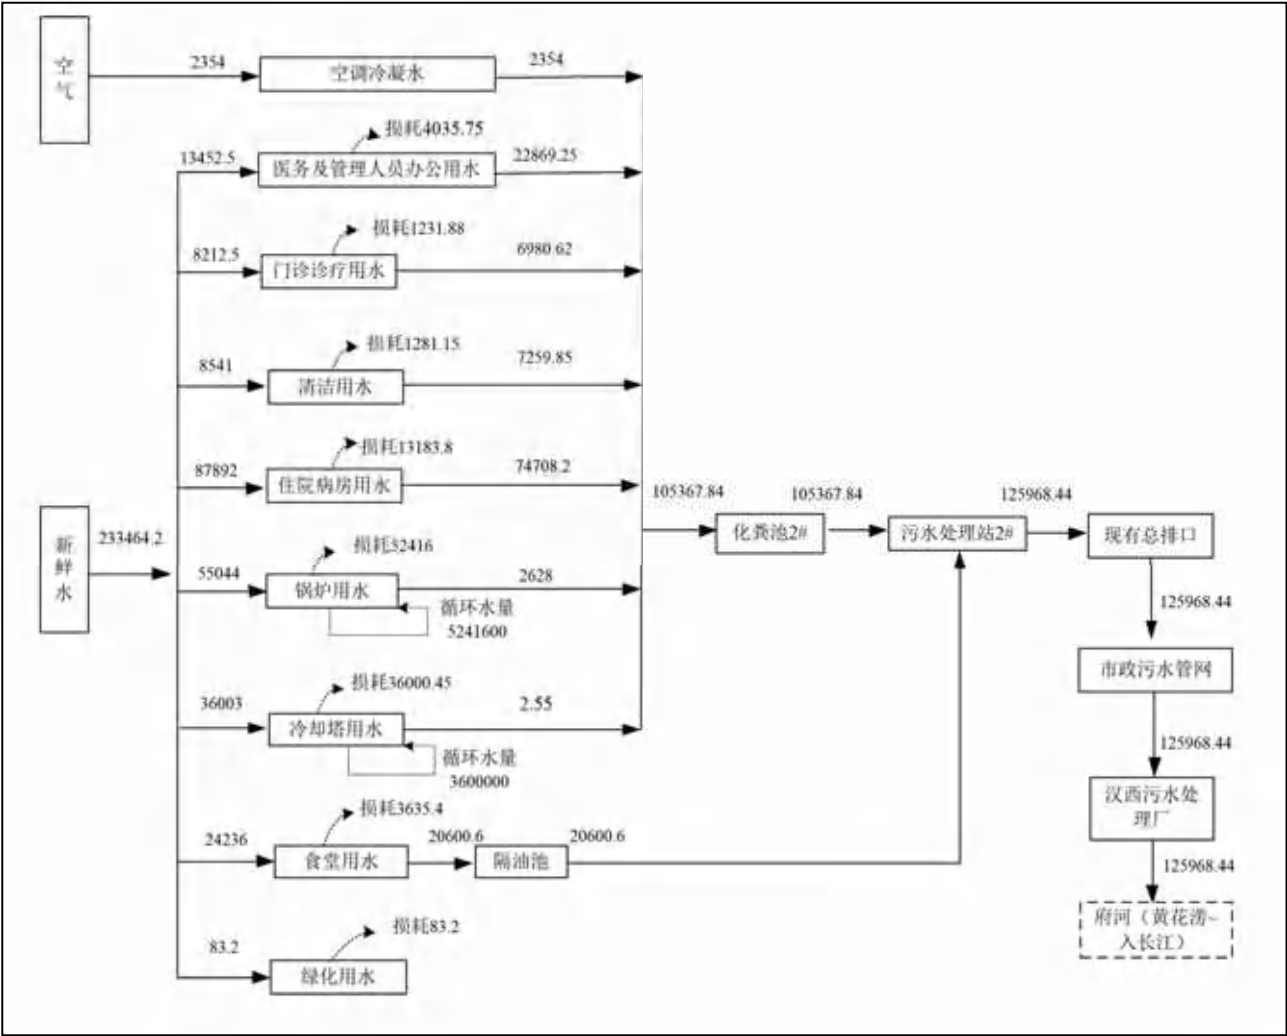 空气
2354
空调冷凝水
2354
损耗4035.75
13452.5
医务及管理人员办公用水
22869.25
损耗1231.88
8212.5
门诊诊疗用水
6980.62
损耗1281.15
8541
清洁用水
7259.85
损耗13183.8
87892
住院病房用水
74708.2
新鲜水
233464.2
损耗52416
55044
锅炉用水
2628
循环水量
5241600
105367.84
化粪池2#
105367.84
污水处理站2#
125968.44
现有总排口
125968.44
市政污水管网
125968.44
汉西污水处
理厂
125968.44
府河（黄花涝~
入长江）
损耗36000.45
36003
冷却塔用水
2.55
循环水量
3600000
损耗3635.4
24236
食堂用水
20600.6
隔油池
20600.6
损耗83.2
83.2
绿化用水